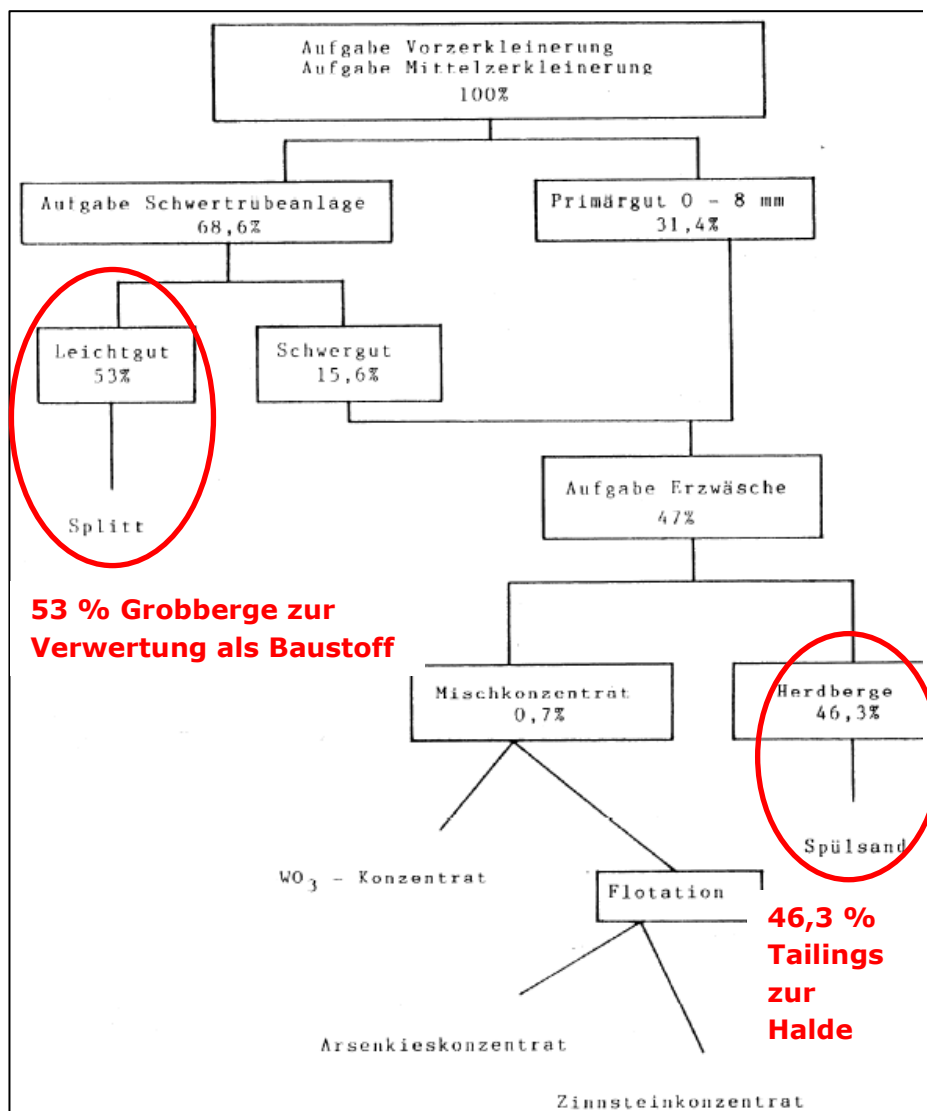 Aufgabe Vorzerkleinerung
Aufgabe Mittelzerkleinerung
100%
Aufgabe Schwertrübeanlage
68,6%
Primärgut 0 - 8 mm
31,4%
Leichtgut
53%
Schwergut
15,6%
Splitt
Aufgabe Erzwäsche
47%
53 % Grobberge zur
Verwertung als Baustoff
Mischkonzentrat
0,7%
Herdberge
46,3%
Spülsand
WO3 - Konzentrat
Flotation
46,3 %
Tailings
zur
Halde
Arsenkieskonzentrat
Zinnsteinkonzentrat